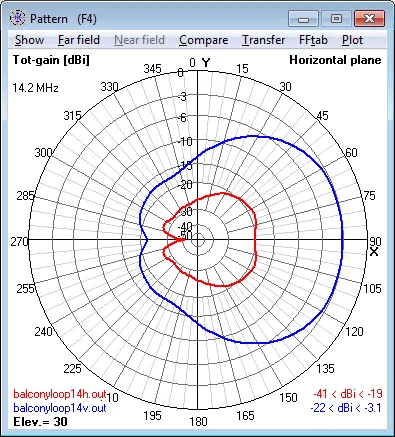 Pattern (F4)
Show Far field Near field Compare Transfer FFtab Plot
Tot-gain [dBi]
Horizontal plane
14.2 MHz
0 Y
15
30
45
60
75
90
X
105
120
135
150
165
180
195
210
225
240
255
270
285
300
315
330
345
0
-3
-6
-10
-15
-20
-30
-40
-50
balconyloop14h.out
-41 < dBi < -19
balconyloop14v.out
-22 < dBi < -3.1
Elev.= 30